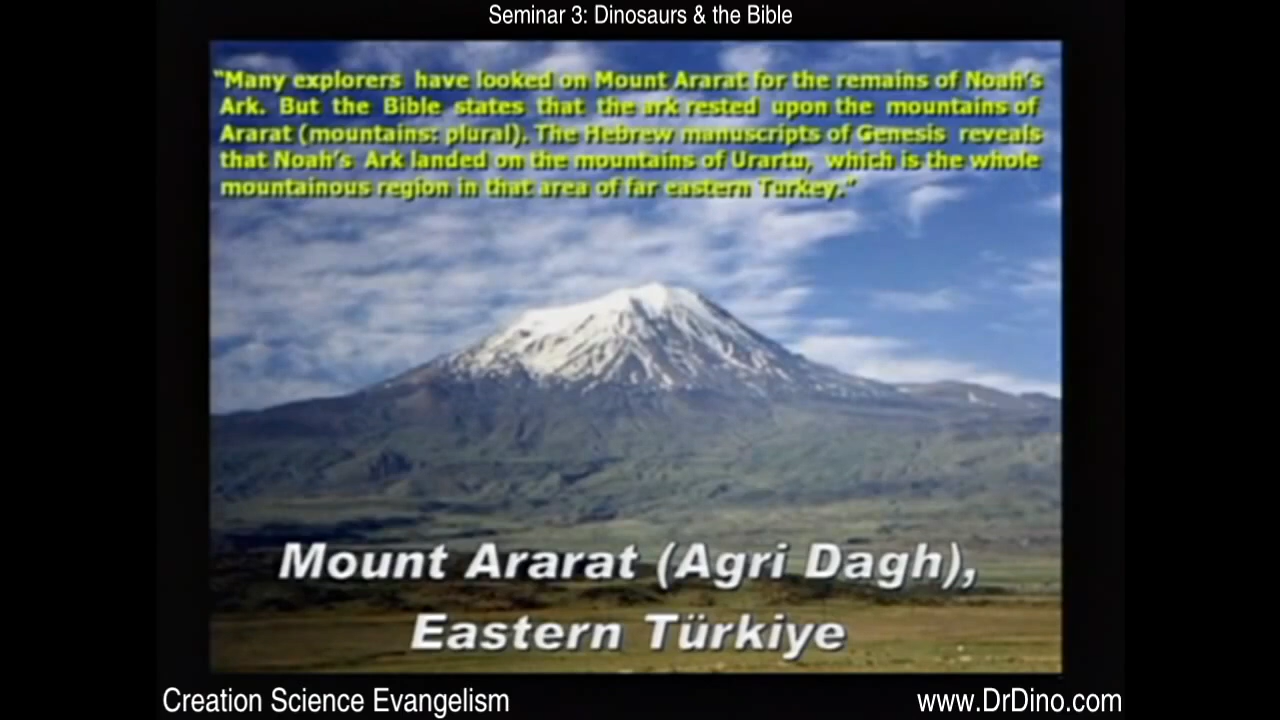 Seminar 3: Dinosaurs & the Bible
"Many explorers have looked on Mount Ararat for the remains of Noah's
Ark. But the Bible states that the ark rested upon the mountains of
Ararat (mountains: plural). The Hebrew manuscripts of Genesis reveals
that Noah's Ark landed on the mountains of Urartu, which is the whole
mountainous region in that area of far eastern Turkey."
Mount Ararat (Agri Dagh),
Eastern Türkiye
Creation Science Evangelism
www.DrDino.com